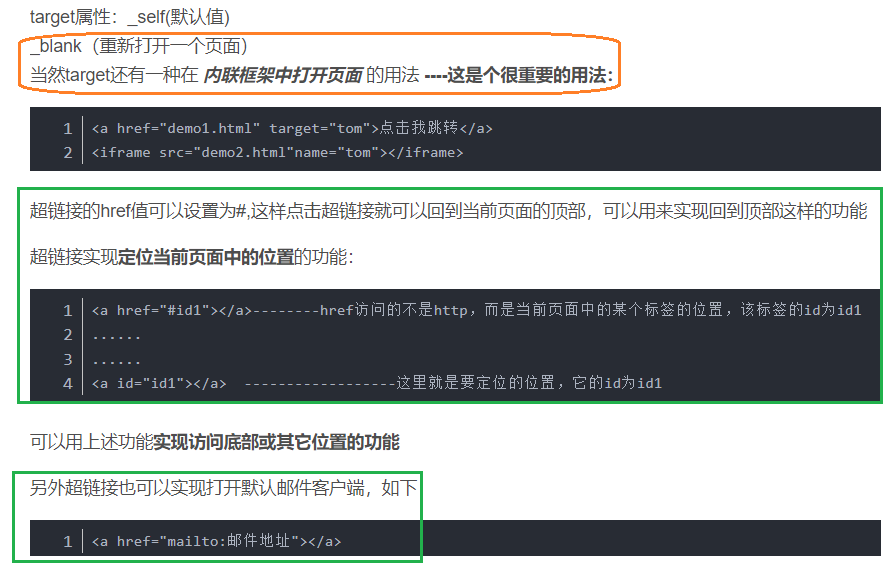 target属性：_self(默认值)
_blank（重新打开一个页面）
当然target还有一种在 内联框架中打开页面 的用法 ----这是个很重要的用法：
1 <a href="demo1.html" target="tom">点击我跳转</a>
2 <iframe src="demo2.html"name="tom"></iframe>
超链接的href值可以设置为#,这样点击超链接就可以回到当前页面的顶部，可以用来实现回到顶部这样的功能
超链接实现定位当前页面中的位置的功能：
1 <a href="#id1"></a>--------href访问的不是http，而是当前页面中的某个标签的位置，该标签的id为id1
2 ......
3 ......
4 <a id="id1"></a>  ------------------这里就是要定位的位置，它的id为id1
可以用上述功能实现访问底部或其它位置的功能
另外超链接也可以实现打开默认邮件客户端，如下
1 <a href="mailto:邮件地址"></a>